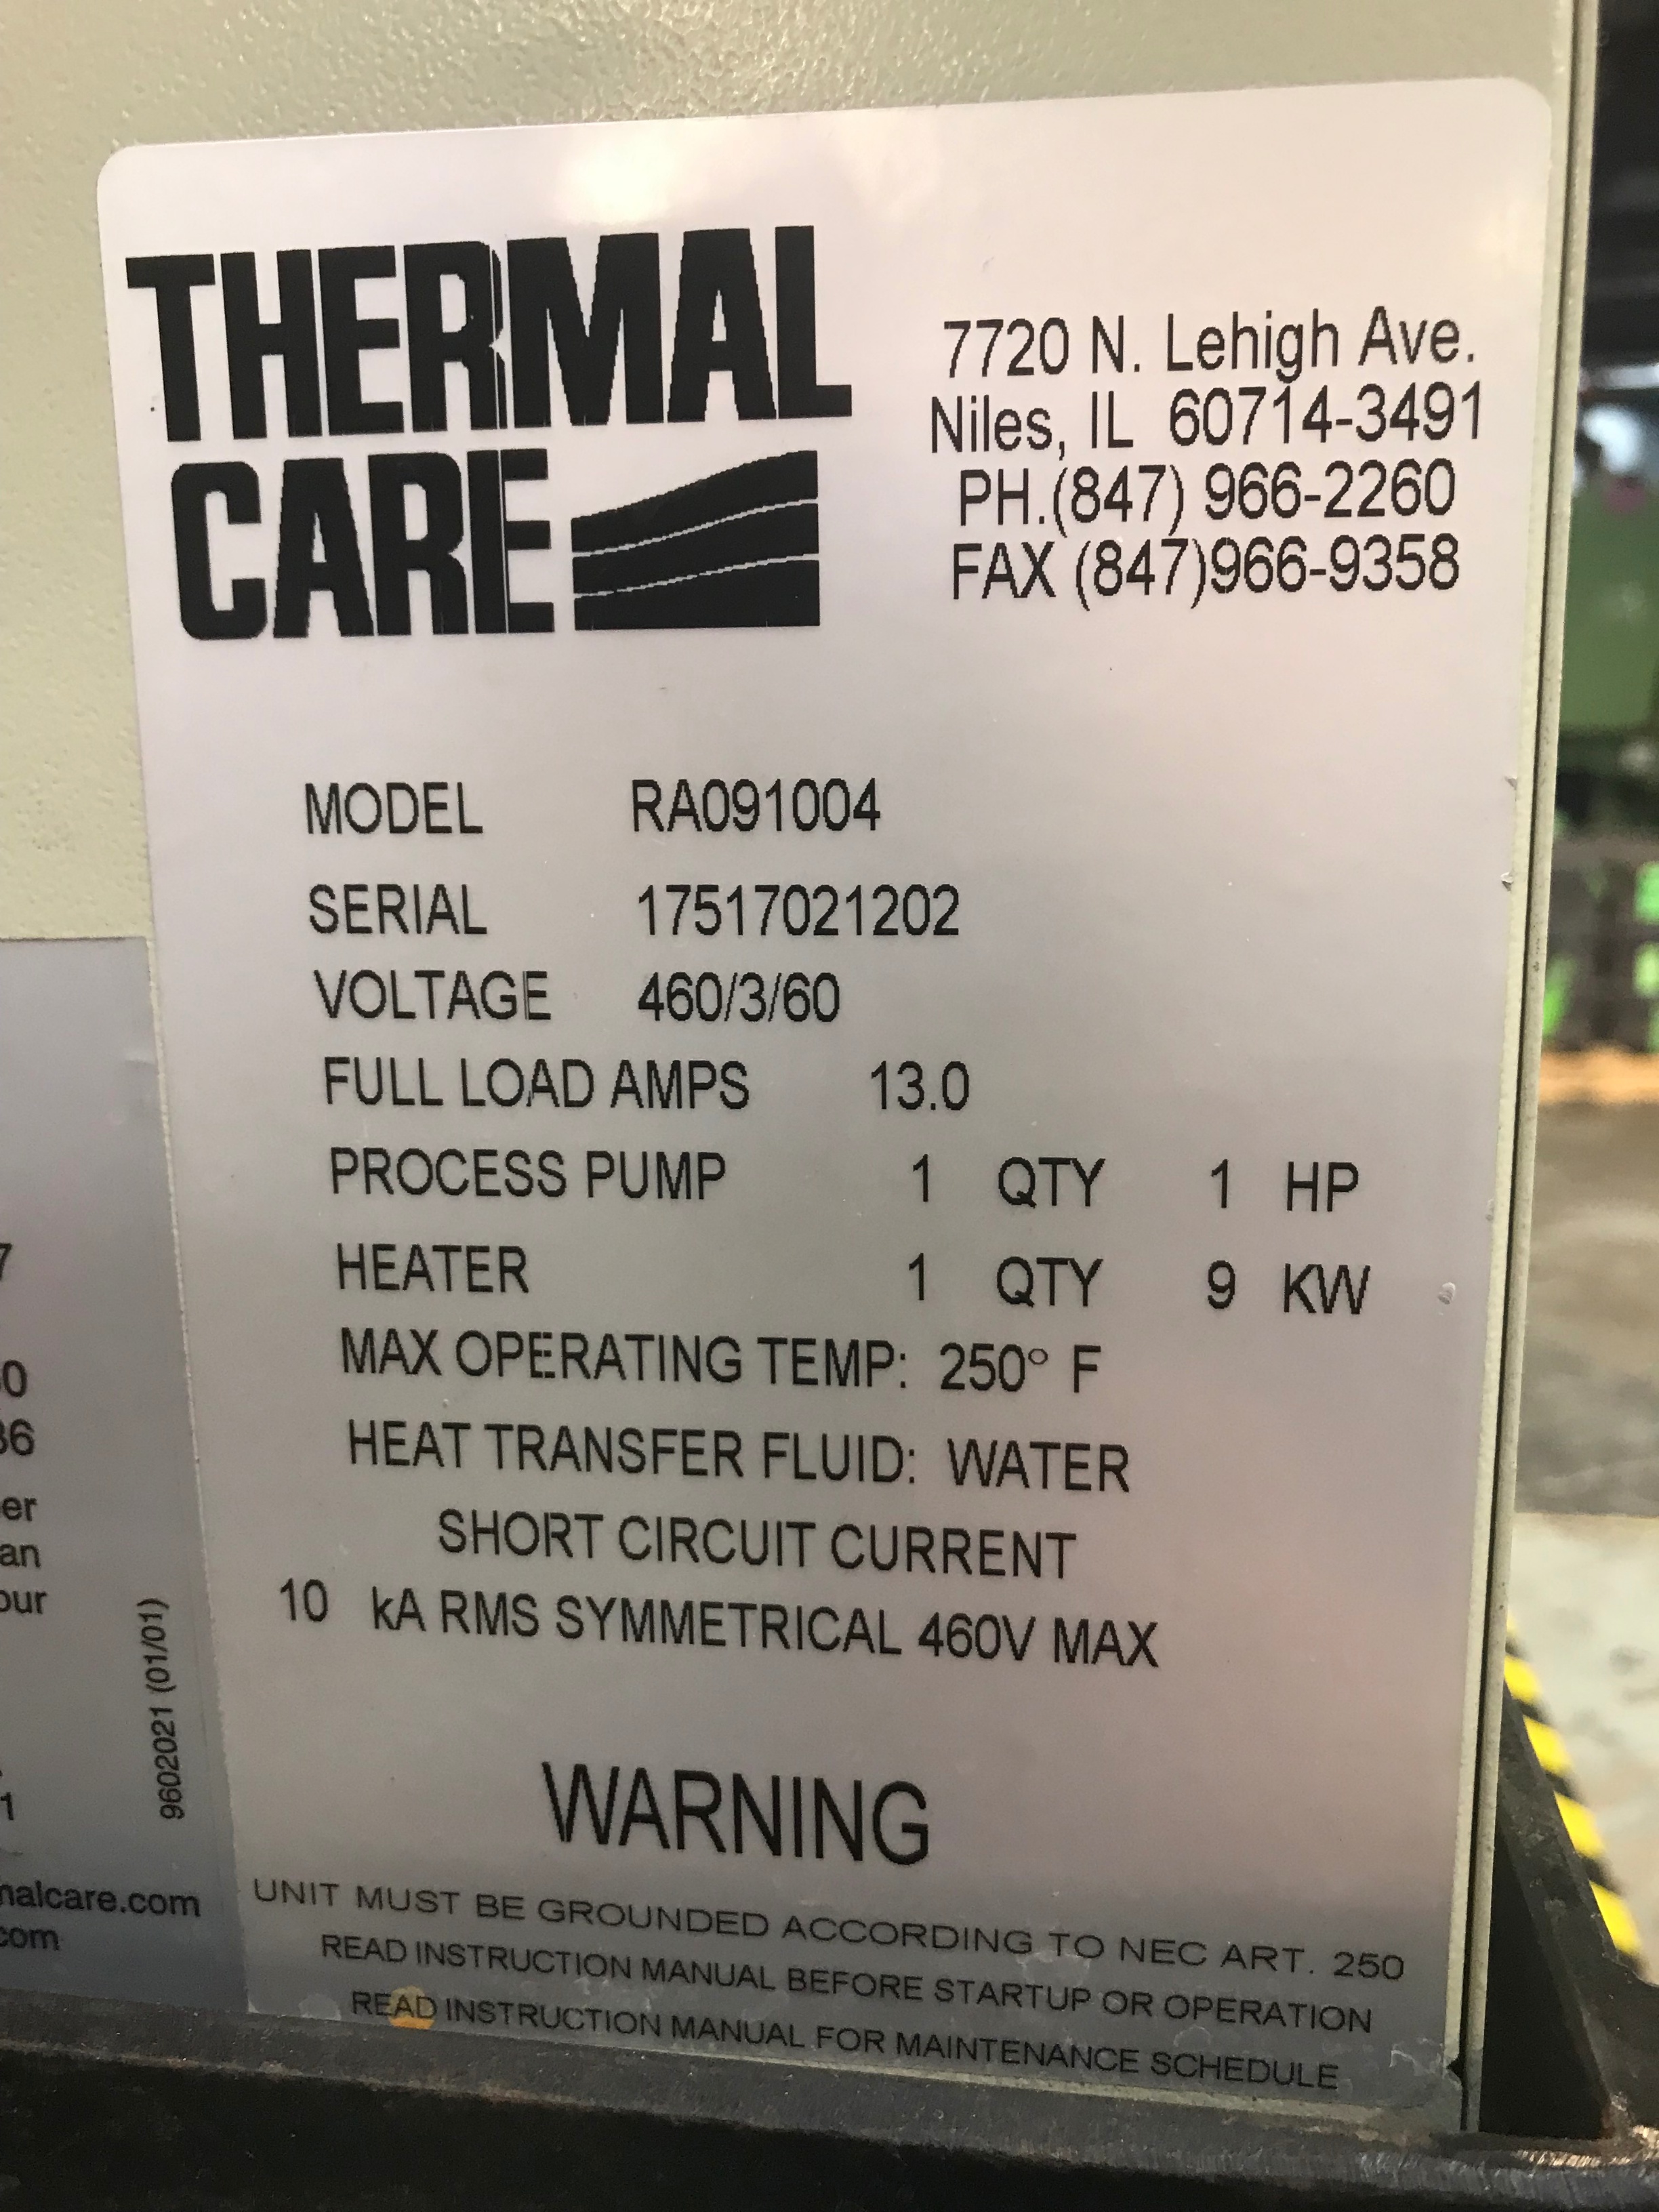 THERMAL
CARE
7720 N. Lehigh Ave.
Niles, IL 60714-3491
PH.(847) 966-2260
FAX (847)966-9358
MODEL RA091004
SERIAL 17517021202
VOLTAGE 460/3/60
FULL LOAD AMPS 13.0
PROCESS PUMP 1 QTY 1 HP
HEATER 1 QTY 9 KW
MAX OPERATING TEMP: 250° F
HEAT TRANSFER FLUID: WATER
SHORT CIRCUIT CURRENT
10 kA RMS SYMMETRICAL 460V MAX
WARNING
UNIT MUST BE GROUNDED ACCORDING TO NEC ART. 250
READ INSTRUCTION MANUAL BEFORE STARTUP OR OPERATION
READ INSTRUCTION MANUAL FOR MAINTENANCE SCHEDULE
9602021 (01/01)
malcare.com
com